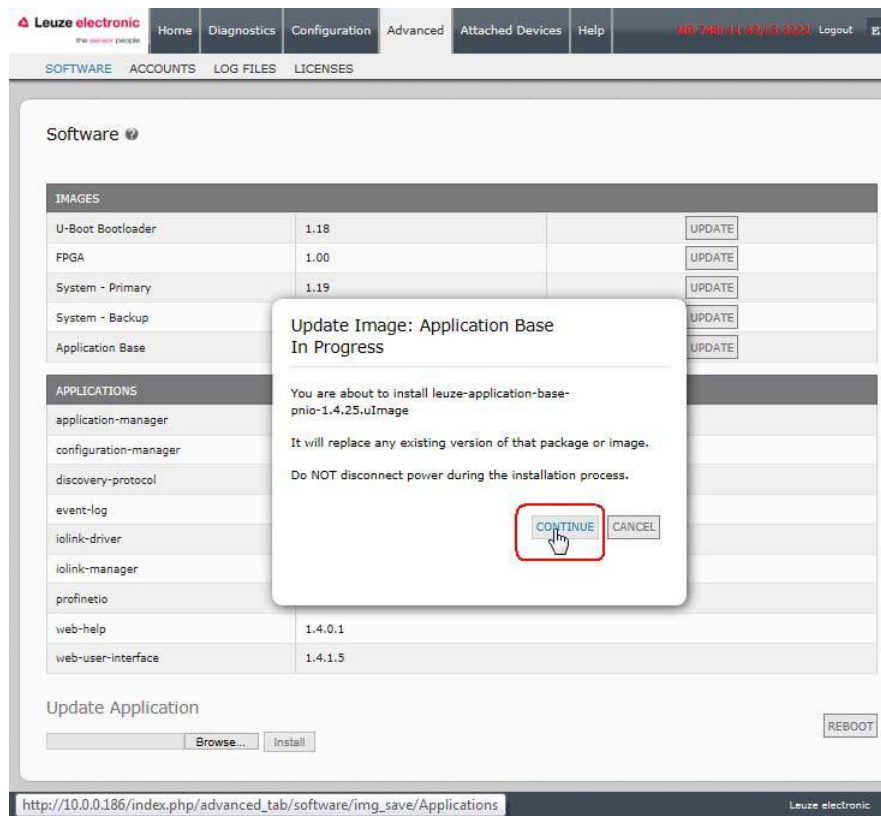 Leuze electronic
the sensor people
Home Diagnostics Configuration Advanced Attached Devices Help
Logout E
SOFTWARE ACCOUNTS LOG FILES LICENSES
Software ?
IMAGES
U-Boot Bootloader 1.18 UPDATE
FPGA 1.00 UPDATE
System - Primary 1.19 UPDATE
System - Backup UPDATE
Application Base UPDATE
APPLICATIONS
application-manager
configuration-manager
discovery-protocol
event-log
iolink-driver
iolink-manager
profinetio
web-help 1.4.0.1
web-user-interface 1.4.1.5
Update Image: Application Base
In Progress
You are about to install leuze-application-base-
pnio-1.4.25.uImage
It will replace any existing version of that package or image.
Do NOT disconnect power during the installation process.
CONTINUE CANCEL
Update Application
Browse... Install
REBOOT
http://10.0.0.186/index.php/advanced_tab/software/img_save/Applications
Leuze electronic